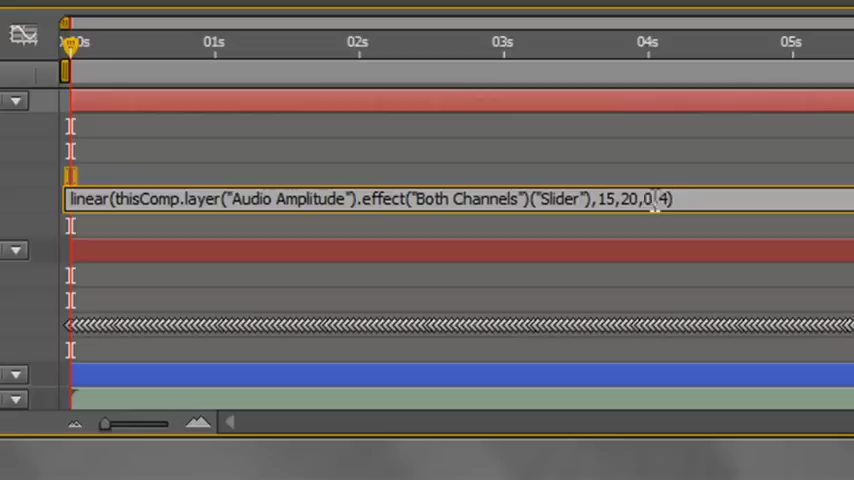 0s 01s 02s 03s 04s 05s
linear(thisComp.layer("Audio Amplitude").effect("Both Channels")("Slider"),15,20,0,4)